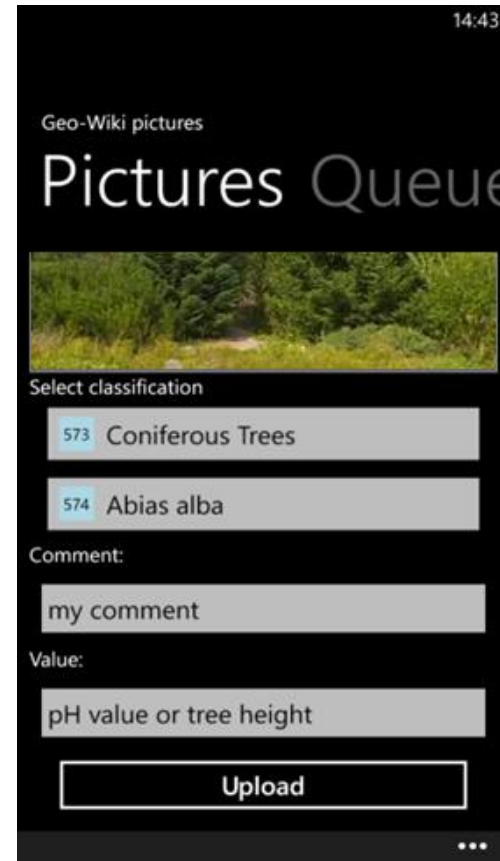 14:43
Geo-Wiki pictures
Pictures Queue
Select classification
573 Coniferous Trees
574 Abias alba
Comment:
my comment
Value:
pH value or tree height
Upload